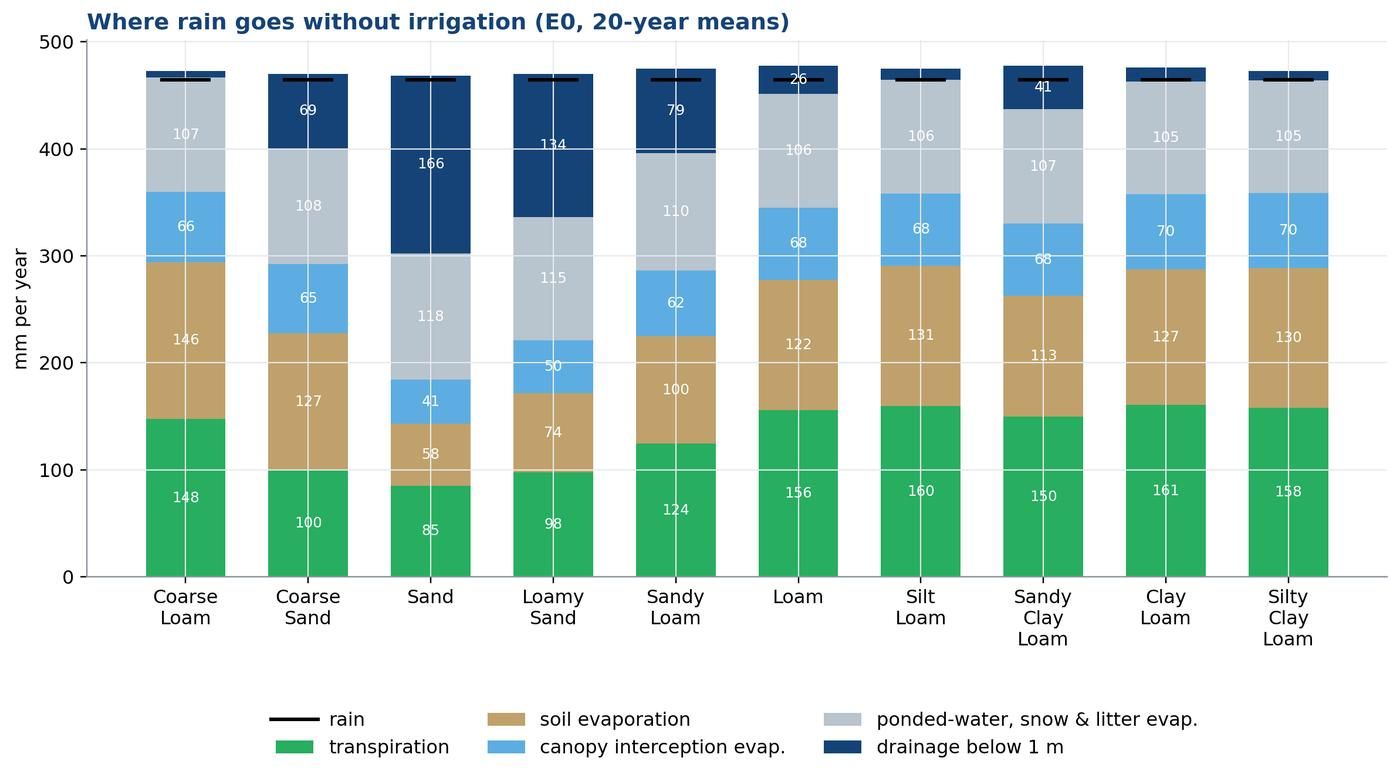 Where rain goes without irrigation (E0, 20-year means)
mm per year
500
400
300
200
100
0
107
66
146
148
69
108
65
127
100
166
118
41
58
85
134
115
50
74
98
79
110
62
100
124
26
106
68
122
156
106
68
131
160
41
107
68
113
150
105
70
127
161
105
70
130
158
Coarse
Loam
Coarse
Sand
Sand
Loamy
Sand
Sandy
Loam
Loam
Silt
Loam
Sandy
Clay
Loam
Clay
Loam
Silty
Clay
Loam
rain
transpiration
soil evaporation
canopy interception evap.
ponded-water, snow & litter evap.
drainage below 1 m